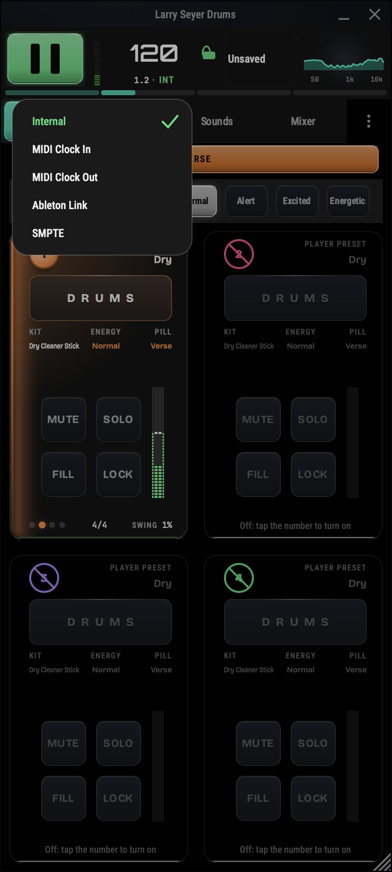 Larry Seyer Drums
120
1.2 · INT
Unsaved
50 1k 10k
Internal
MIDI Clock In
MIDI Clock Out
Ableton Link
SMPTE
Sounds
Mixer
Alert
Excited
Energetic
Dry
DRUMS
KIT ENERGY PILL
Dry Cleaner Stick Normal Verse
MUTE SOLO
FILL LOCK
4/4 SWING 1%
2
PLAYER PRESET
Dry
DRUMS
KIT ENERGY PILL
Dry Cleaner Stick Normal Verse
MUTE SOLO
FILL LOCK
Off: tap the number to turn on
3
PLAYER PRESET
Dry
DRUMS
KIT ENERGY PILL
Dry Cleaner Stick Normal Verse
MUTE SOLO
FILL LOCK
Off: tap the number to turn on
4
PLAYER PRESET
Dry
DRUMS
KIT ENERGY PILL
Dry Cleaner Stick Normal Verse
MUTE SOLO
FILL LOCK
Off: tap the number to turn on